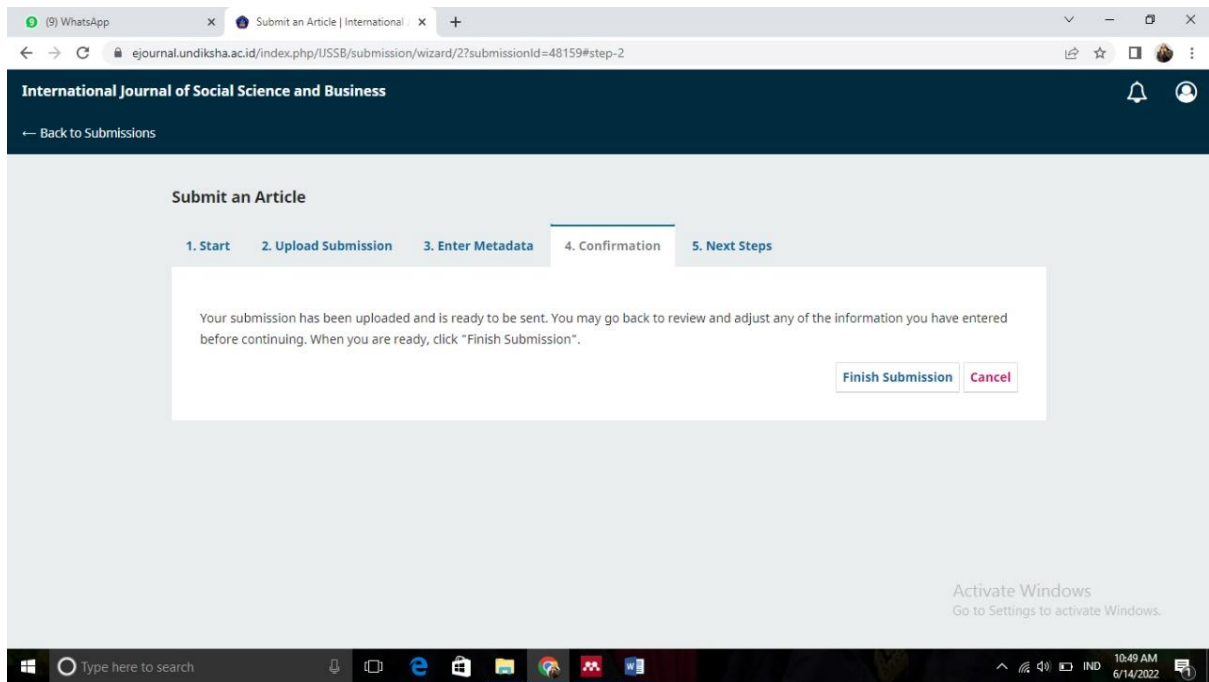 (9) WhatsApp
Submit an Article | International
ejournal.undiksha.ac.id/index.php/IJSSB/submission/wizard/2?submissionId=48159#step-2
International Journal of Social Science and Business
← Back to Submissions
Submit an Article
1. Start 2. Upload Submission 3. Enter Metadata 4. Confirmation 5. Next Steps
Your submission has been uploaded and is ready to be sent. You may go back to review and adjust any of the information you have entered
before continuing. When you are ready, click "Finish Submission".
Finish Submission Cancel
Activate Windows
Go to Settings to activate Windows.
Type here to search
IND
10:49 AM
6/14/2022